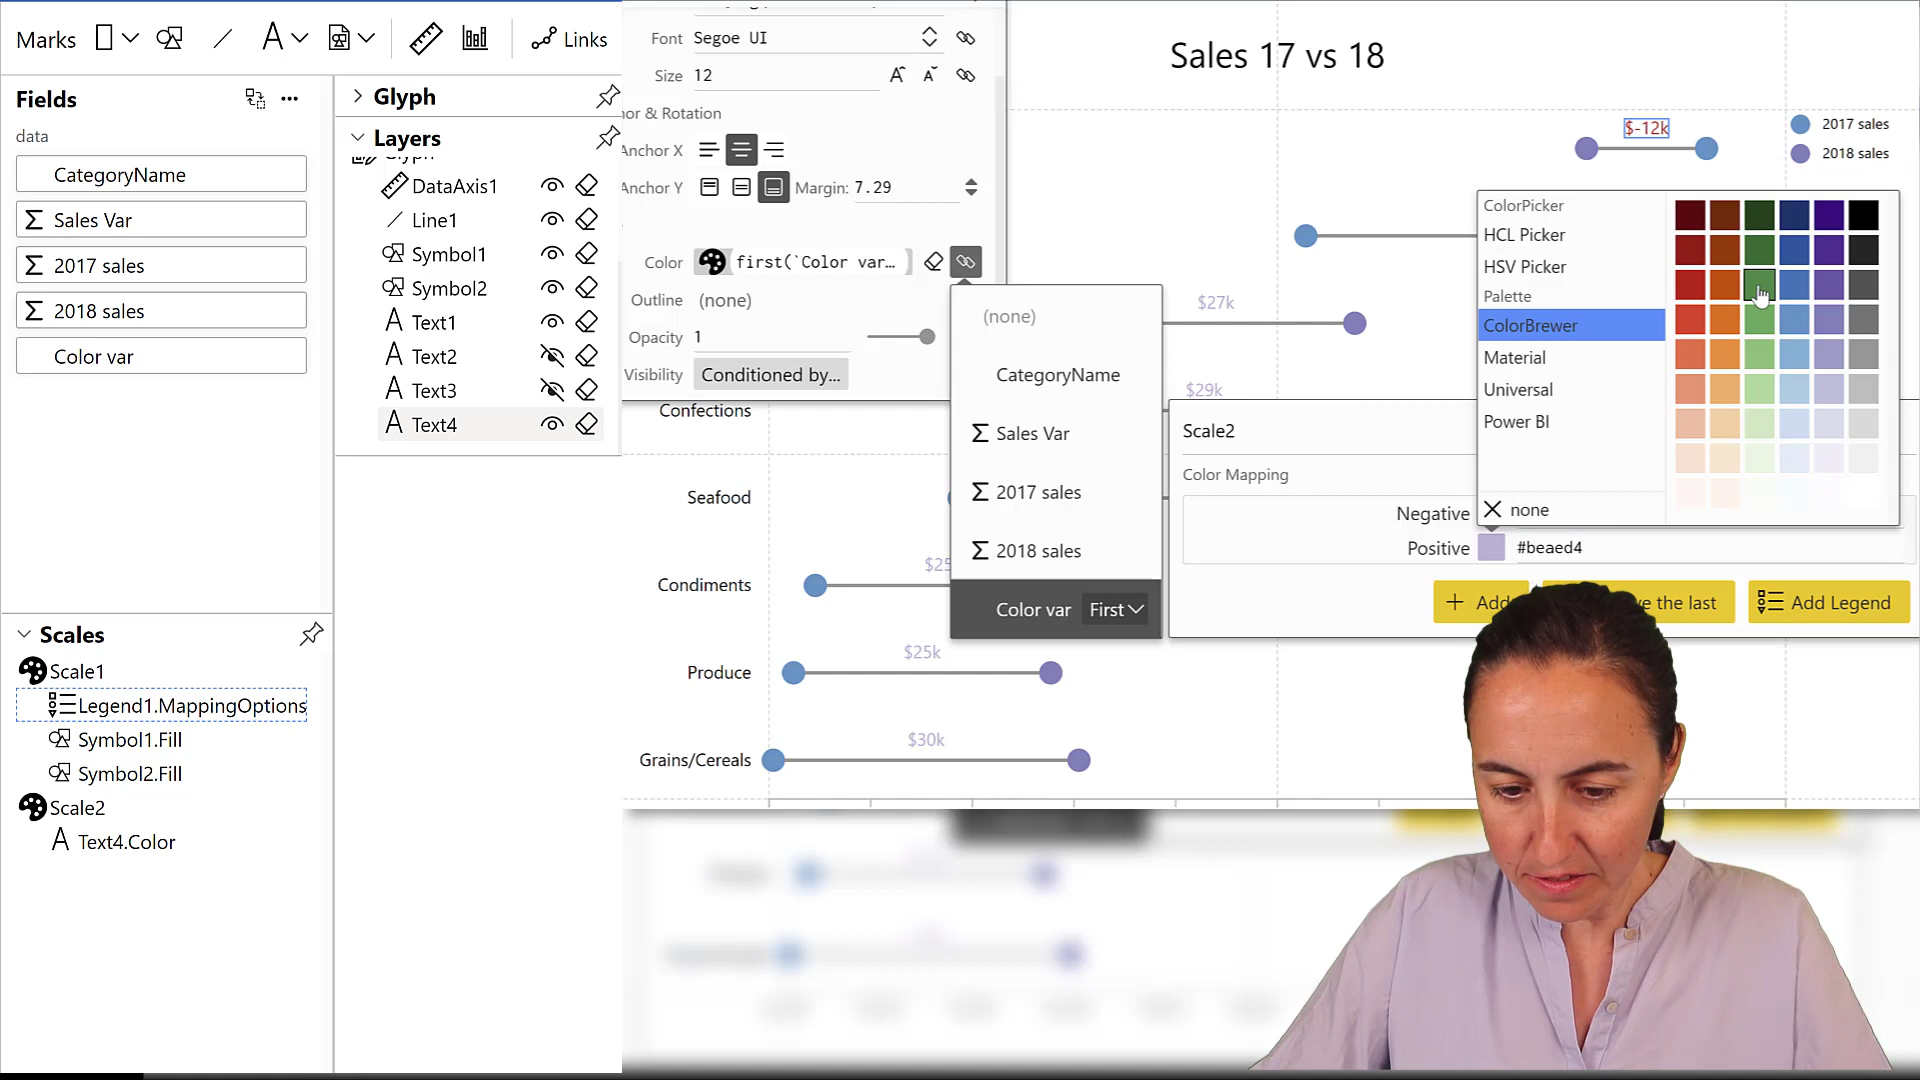 Marks
Links
Fields
data
CategoryName
Sales Var
2017 sales
2018 sales
Color var
Scales
Scale1
Legend1.MappingOptions
Symbol1.Fill
Symbol2.Fill
Scale2
Text4.Color
Glyph
Layers
DataAxis1
Line1
Symbol1
Symbol2
Text1
Text2
Text3
Text4
Font Segoe UI
Size 12
nor & Rotation
Anchor X
Anchor Y Margin: 7.29
Color first(`Color var...
Outline (none)
Opacity 1
Visibility Conditioned by...
(none)
CategoryName
Sales Var
2017 sales
2018 sales
Color var First
Sales 17 vs 18
$-12k
2017 sales
2018 sales
$27k
$29k
Confections
Seafood
Condiments
$25
Produce
$25k
Grains/Cereals
$30k
Scale2
Color Mapping
Negative
Positive #beaed4
Add
ve the last
Add Legend
ColorPicker
HCL Picker
HSV Picker
Palette
ColorBrewer
Material
Universal
Power BI
none